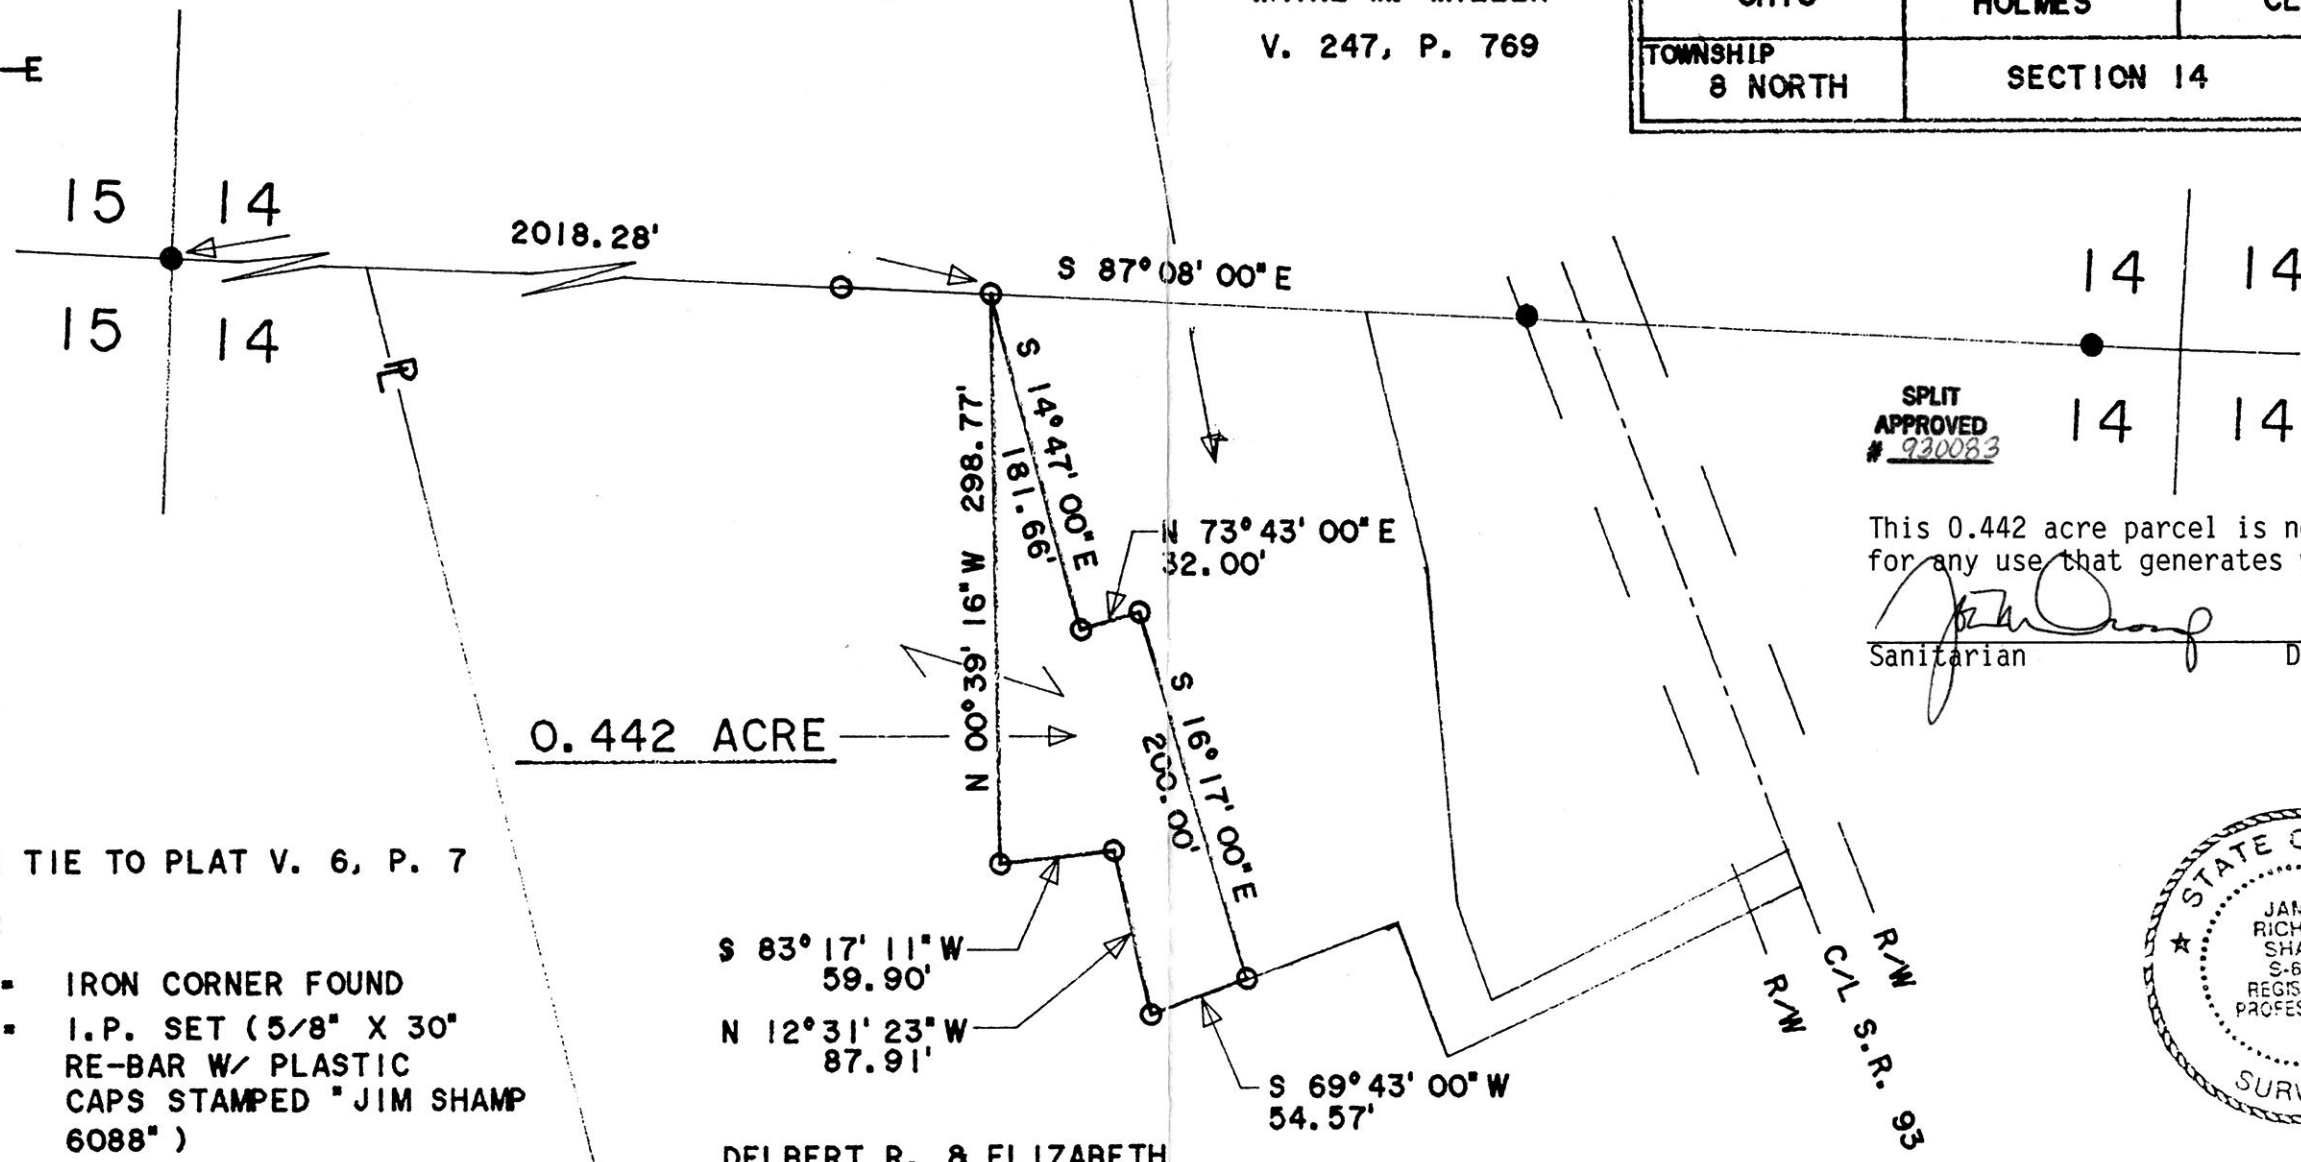 V. 247, P. 769
HOLMES
TOWNSHIP
8 NORTH
SECTION 14
E
15 14
15 14
2018.28'
S 87°08'00"E
14 14
14 14
PL
N 00°39'16"W 298.77'
S 14°47'00"E
181.66'
N 73°43'00"E
32.00'
S 16°17'00"E
200.00'
0.442 ACRE
SPLIT
APPROVED
# 930083
This 0.442 acre parcel is
for any use that generates
Sanitarian
TIE TO PLAT V. 6, P. 7
= IRON CORNER FOUND
= I.P. SET (5/8" X 30"
RE-BAR W/ PLASTIC
CAPS STAMPED "JIM SHAMP
6088")
S 83°17'11"W
59.90'
N 12°31'23"W
87.91'
S 69°43'00"W
54.57'
R/W
C/L S.R. 93
R/W
STATE
DELBERT R. & ELIZABETH